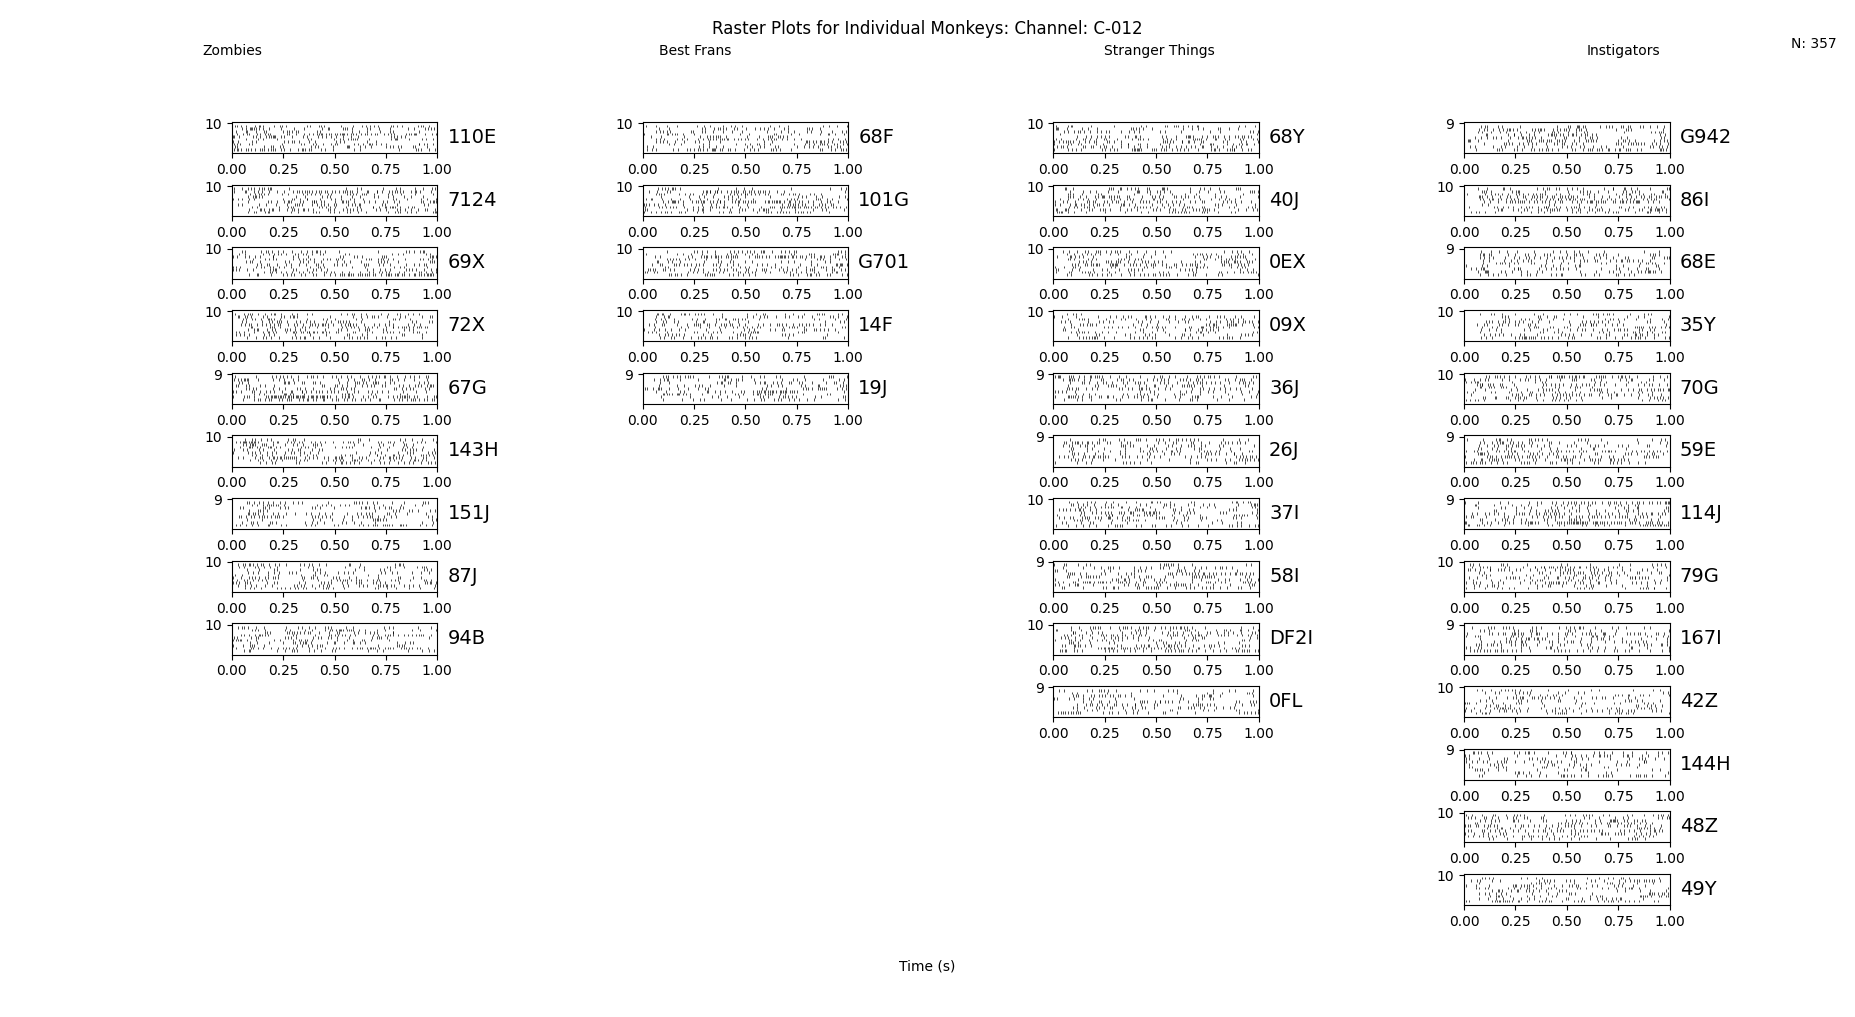 Raster Plots for Individual Monkeys: Channel: C-012
N: 357
Zombies Best Frans Stranger Things Instigators
10 110E 10 68F 10 68Y 9 G942
0.00 0.25 0.50 0.75 1.00 0.00 0.25 0.50 0.75 1.00 0.00 0.25 0.50 0.75 1.00 0.00 0.25 0.50 0.75 1.00
10 7124 10 101G 10 40J 10 86I
0.00 0.25 0.50 0.75 1.00 0.00 0.25 0.50 0.75 1.00 0.00 0.25 0.50 0.75 1.00 0.00 0.25 0.50 0.75 1.00
10 69X 10 G701 10 0EX 9 68E
0.00 0.25 0.50 0.75 1.00 0.00 0.25 0.50 0.75 1.00 0.00 0.25 0.50 0.75 1.00 0.00 0.25 0.50 0.75 1.00
10 72X 10 14F 10 09X 10 35Y
0.00 0.25 0.50 0.75 1.00 0.00 0.25 0.50 0.75 1.00 0.00 0.25 0.50 0.75 1.00 0.00 0.25 0.50 0.75 1.00
9 67G 9 19J 9 36J 10 70G
0.00 0.25 0.50 0.75 1.00 0.00 0.25 0.50 0.75 1.00 0.00 0.25 0.50 0.75 1.00 0.00 0.25 0.50 0.75 1.00
10 143H 9 26J 9 59E
0.00 0.25 0.50 0.75 1.00 0.00 0.25 0.50 0.75 1.00 0.00 0.25 0.50 0.75 1.00
9 151J 10 37I 9 114J
0.00 0.25 0.50 0.75 1.00 0.00 0.25 0.50 0.75 1.00 0.00 0.25 0.50 0.75 1.00
10 87J 9 58I 10 79G
0.00 0.25 0.50 0.75 1.00 0.00 0.25 0.50 0.75 1.00 0.00 0.25 0.50 0.75 1.00
10 94B 10 DF2I 9 167I
0.00 0.25 0.50 0.75 1.00 0.00 0.25 0.50 0.75 1.00 0.00 0.25 0.50 0.75 1.00
9 0FL 10 42Z
0.00 0.25 0.50 0.75 1.00 0.00 0.25 0.50 0.75 1.00
9 144H
0.00 0.25 0.50 0.75 1.00
10 48Z
0.00 0.25 0.50 0.75 1.00
10 49Y
0.00 0.25 0.50 0.75 1.00
Time (s)